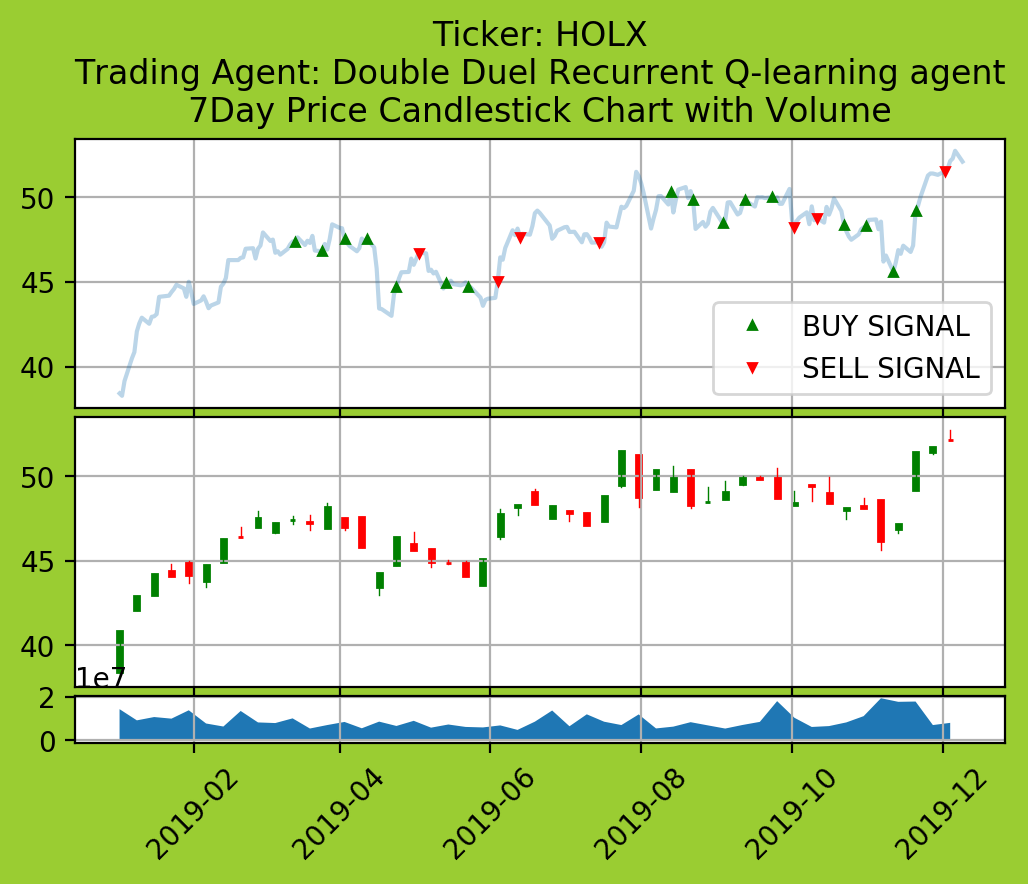 Ticker: HOLX
Trading Agent: Double Duel Recurrent Q-learning agent
7Day Price Candlestick Chart with Volume
50
45
40
BUY SIGNAL
SELL SIGNAL
50
45
40
1e7
2
0
2019-02
2019-04
2019-06
2019-08
2019-10
2019-12